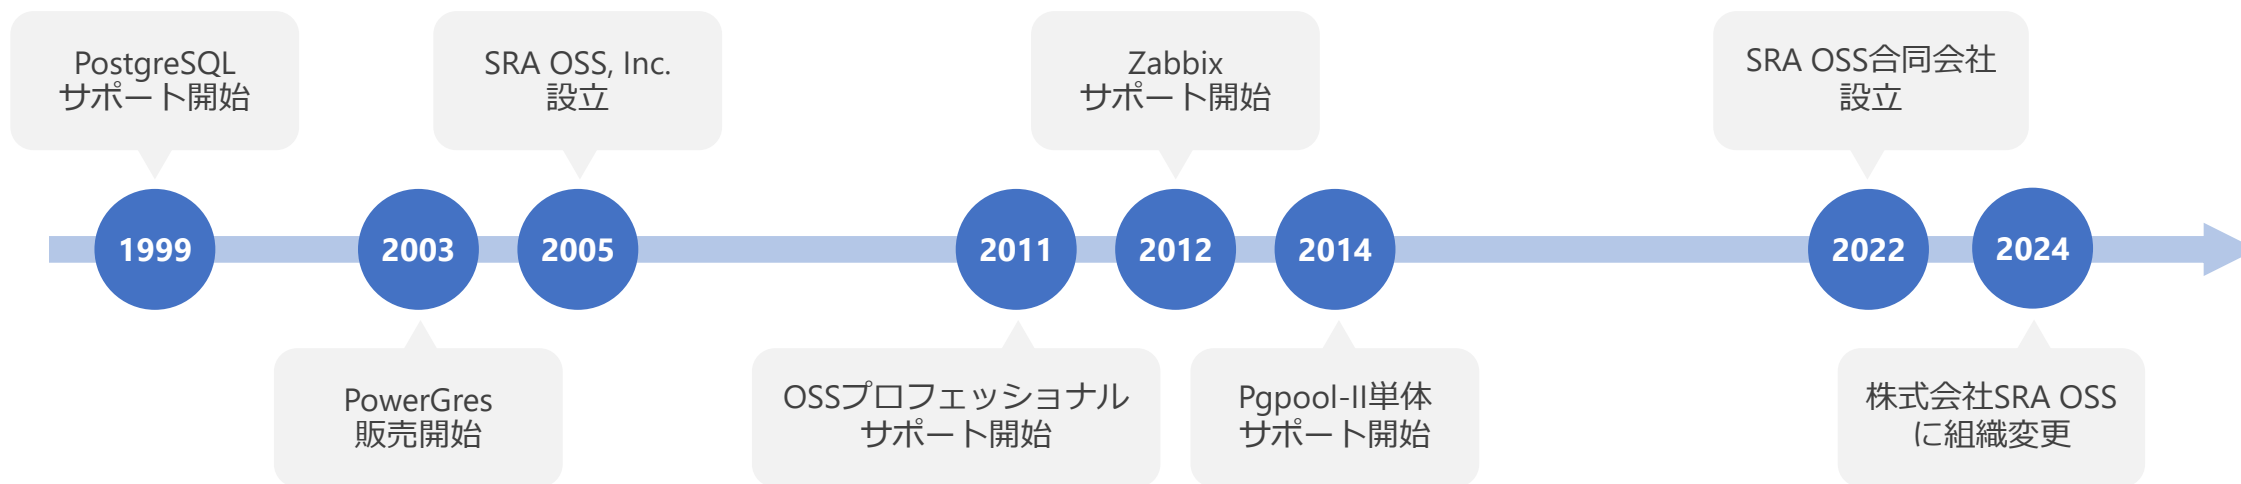 PostgreSQL
サポート開始
SRA OSS, Inc.
設立
Zabbix
サポート開始
SRA OSS合同会社
設立
1999
2003
2005
2011
2012
2014
2022
2024
PowerGres
販売開始
OSSプロフェッショナル
サポート開始
Pgpool-II単体
サポート開始
株式会社SRA OSS
に組織変更